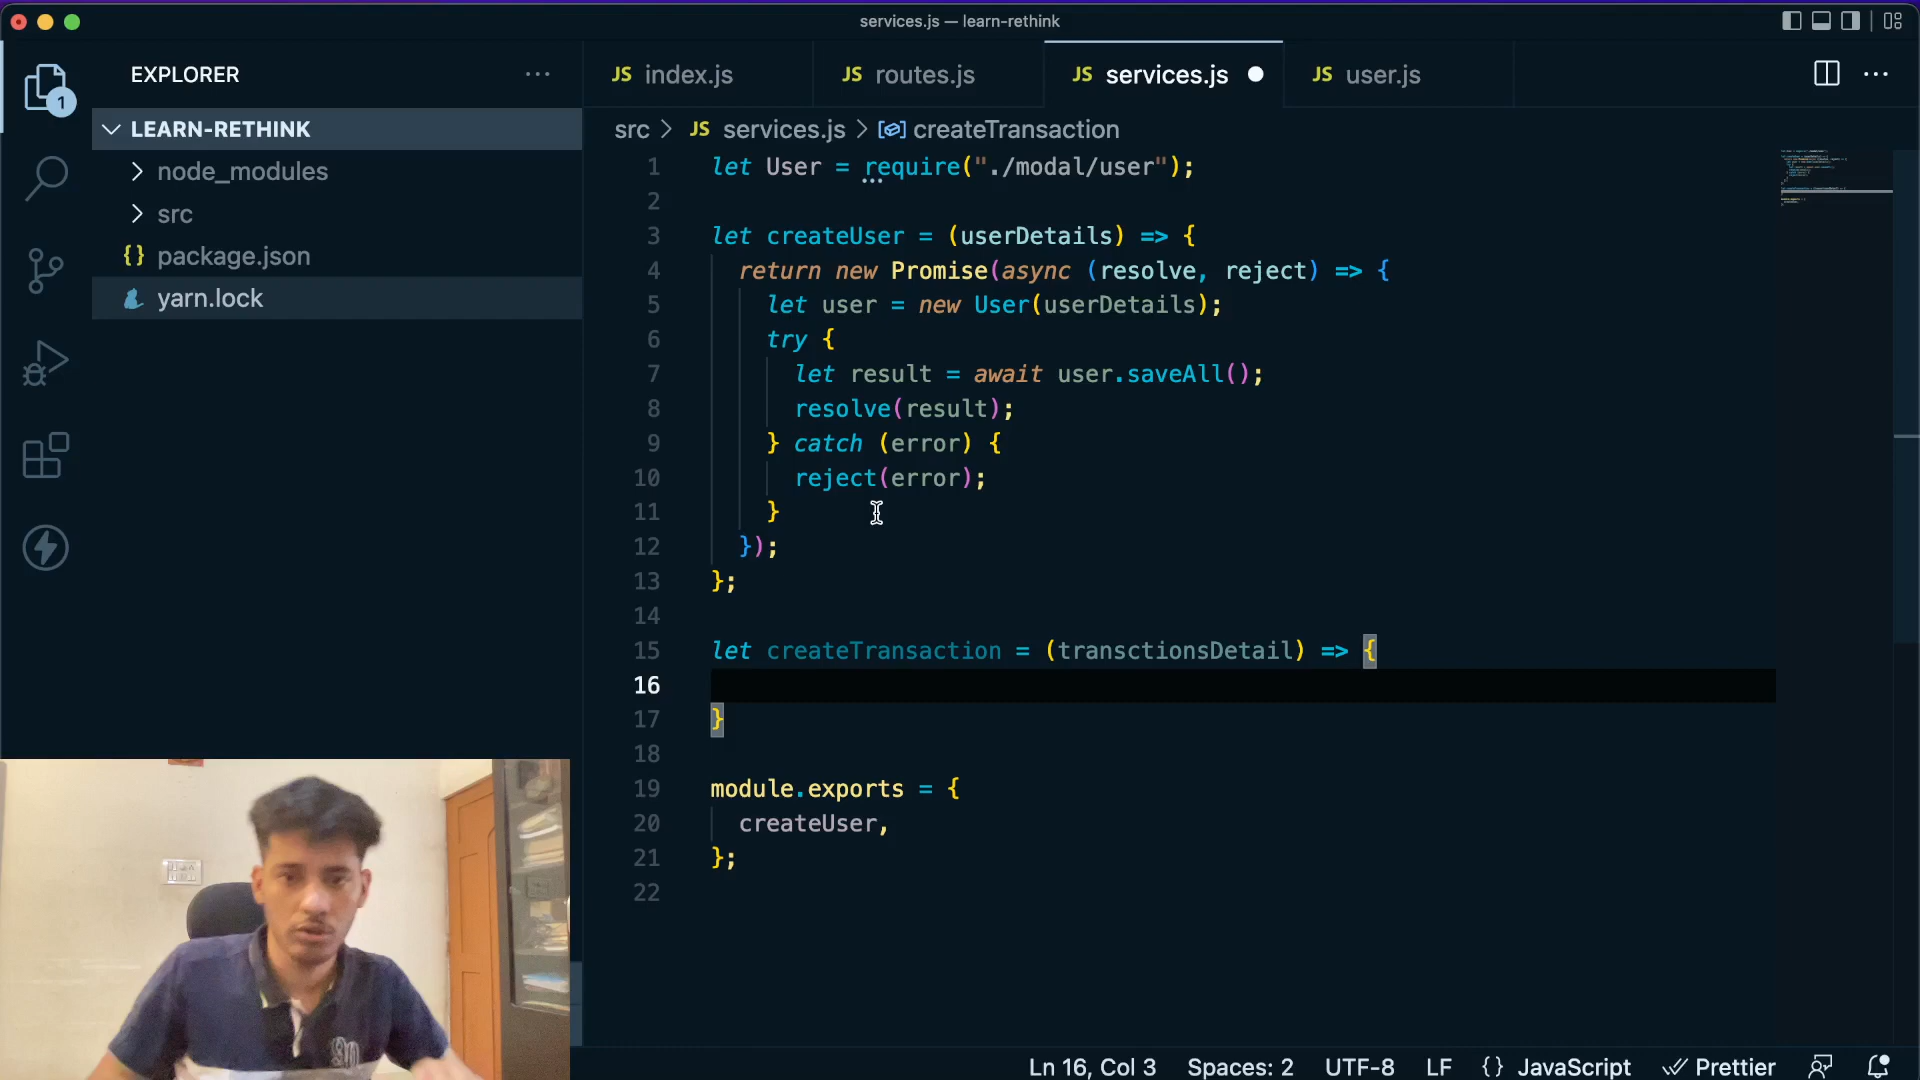 services.js — learn-rethink
EXPLORER
1
LEARN-RETHINK
node_modules
src
{} package.json
yarn.lock
JS index.js
JS routes.js
JS services.js
JS user.js
src > JS services.js > createTransaction
1 let User = require("./modal/user");
2
3 let createUser = (userDetails) => {
4 return new Promise(async (resolve, reject) => {
5 let user = new User(userDetails);
6 try {
7 let result = await user.saveAll();
8 resolve(result);
9 } catch (error) {
10 reject(error);
11 }
12 });
13 };
14
15 let createTransaction = (transctionsDetail) => {
16
17 }
18
19 module.exports = {
20 createUser,
21 };
22
Ln 16, Col 3 Spaces: 2 UTF-8 LF {} JavaScript Prettier